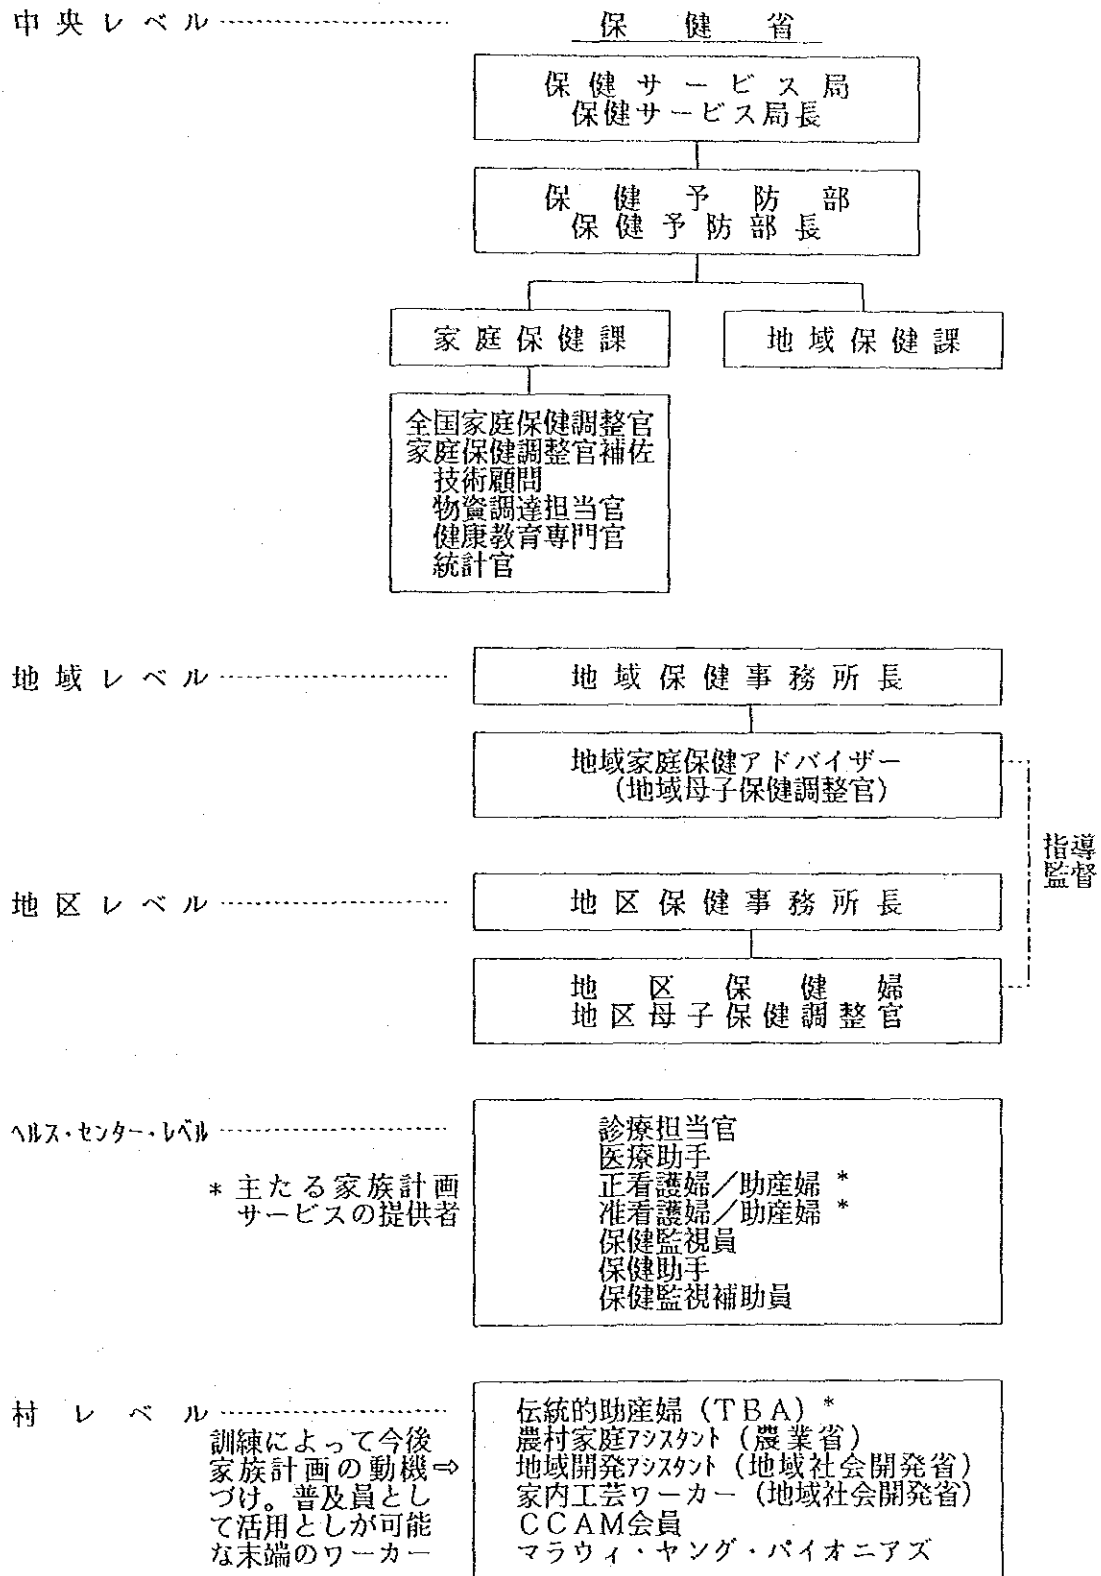 中央レベル…………………… 保健省
保健サービス局
保健サービス局長
保健予防部
保健予防部長
家庭保健課 地域保健課
全国家庭保健調整官
家庭保健調整官補佐
技術顧問
物資調達担当官
健康教育専門官
統計官
地域レベル…………………… 地域保健事務所長
地域家庭保健アドバイザー
(地域母子保健調整官)
指導
監督
地区レベル…………………… 地区保健事務所長
地区保健婦
地区母子保健調整官
ヘルス・センター・レベル……………………
* 主たる家族計画
サービスの提供者
診療担当官
医療助手
正看護婦/助産婦 *
准看護婦/助産婦 *
保健監視員
保健助手
保健監視補助員
村レベル……………………
訓練によって今後
家族計画の動機⇨
づけ。普及員とし
て活用としが可能
な末端のワーカー
伝統的助産婦(TBA)*
農村家庭アシスタント(農業省)
地域開発アシスタント(地域社会開発省)
家内工芸ワーカー(地域社会開発省)
CCAM会員
マラウィ・ヤング・パイオニアズ